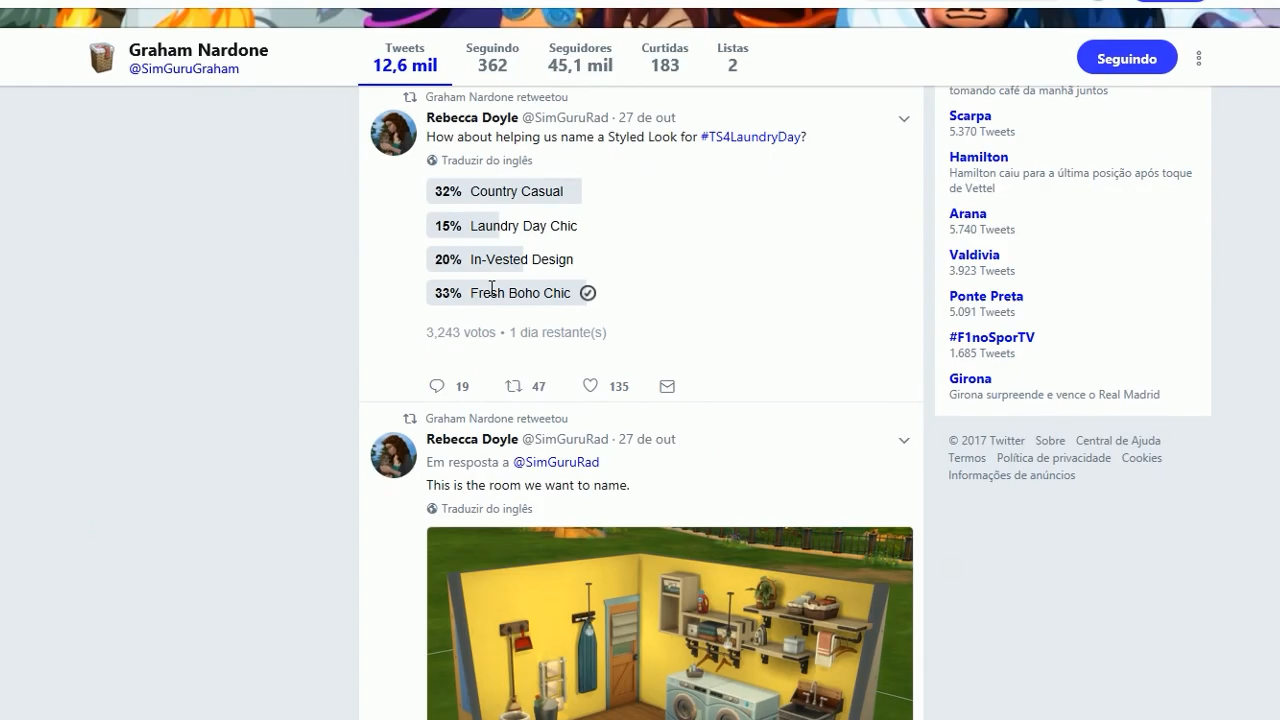 Graham Nardone
@SimGuruGraham
Tweets
12,6 mil
Seguindo
362
Seguidores
45,1 mil
Curtidas
183
Listas
2
Seguindo
Graham Nardone retweetou
Rebecca Doyle @SimGuruRad · 27 de out
How about helping us name a Styled Look for #TS4LaundryDay?
Traduzir do inglês
32% Country Casual
15% Laundry Day Chic
20% In-Vested Design
33% Fresh Boho Chic
3,243 votos • 1 dia restante(s)
19 47 135
Graham Nardone retweetou
Rebecca Doyle @SimGuruRad · 27 de out
Em resposta a @SimGuruRad
This is the room we want to name.
Traduzir do inglês
tomando café da manhã juntos
Scarpa
5.370 Tweets
Hamilton
Hamilton caiu para a última posição após toque
de Vettel
Arana
5.740 Tweets
Valdivia
3.923 Tweets
Ponte Preta
5.091 Tweets
#F1noSporTV
1.685 Tweets
Girona
Girona surpreende e vence o Real Madrid
© 2017 Twitter Sobre Central de Ajuda
Termos Política de privacidade Cookies
Informações de anúncios